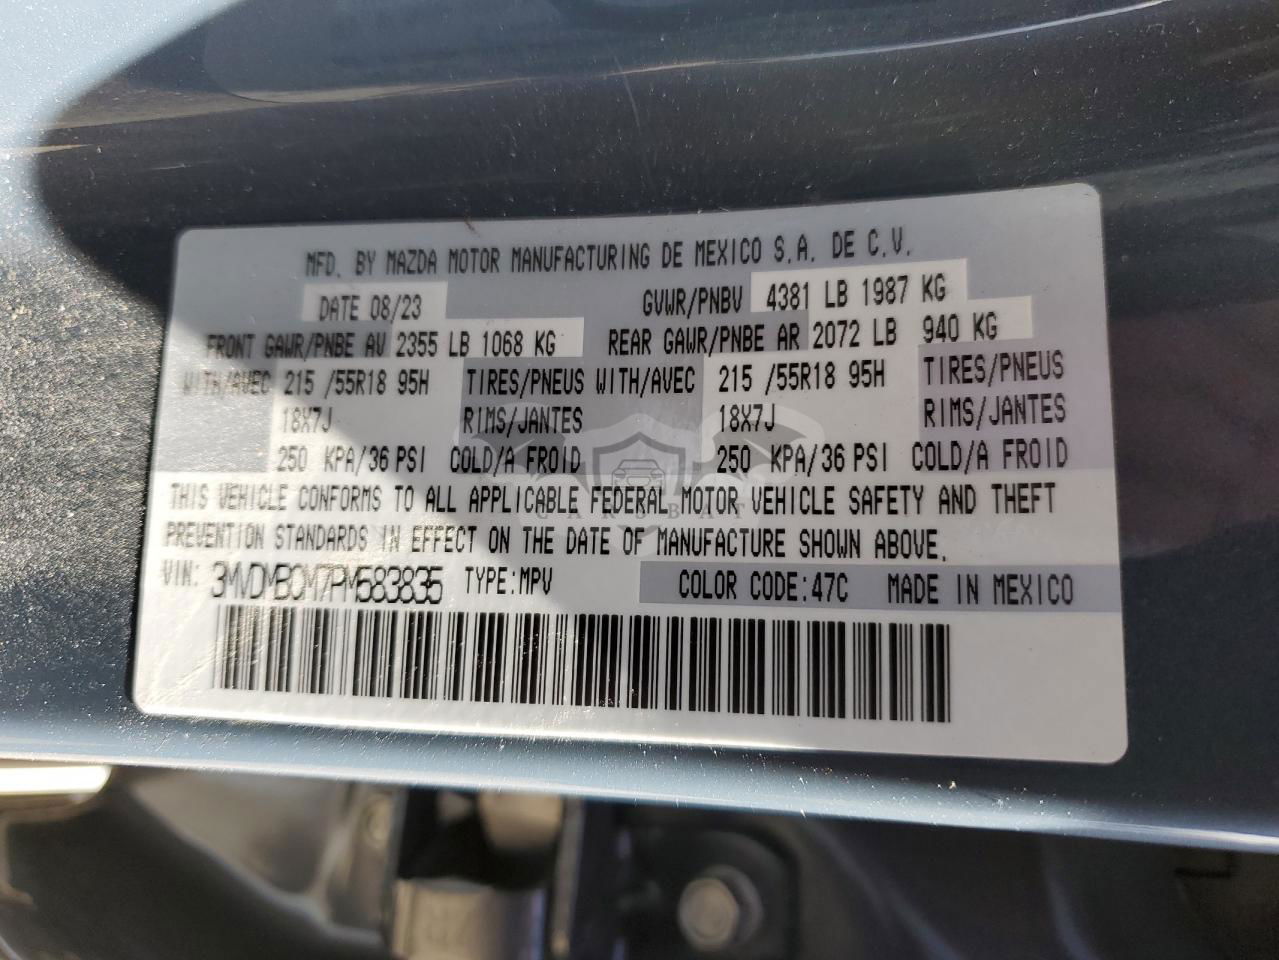 MFD. BY MAZDA MOTOR MANUFACTURING DE MEXICO S.A. DE C.V.
DATE 08/23 GVWR/PNBV 4381 LB 1987 KG
FRONT GAWR/PNBE AV 2355 LB 1068 KG REAR GAWR/PNBE AR 2072 LB 940 KG
WITH/AVEC 215 /55R18 95H TIRES/PNEUS WITH/AVEC 215 /55R18 95H TIRES/PNEUS
18X7J RIMS/JANTES 18X7J RIMS/JANTES
250 KPA/36 PSI COLD/A FROID 250 KPA/36 PSI COLD/A FROID
THIS VEHICLE CONFORMS TO ALL APPLICABLE FEDERAL MOTOR VEHICLE SAFETY AND THEFT
CARSBAT
PREVENTION STANDARDS IN EFFECT ON THE DATE OF MANUFACTURE SHOWN ABOVE.
VIN: 3MVDMBCM7PM583835 TYPE:MPV COLOR CODE:47C MADE IN MEXICO